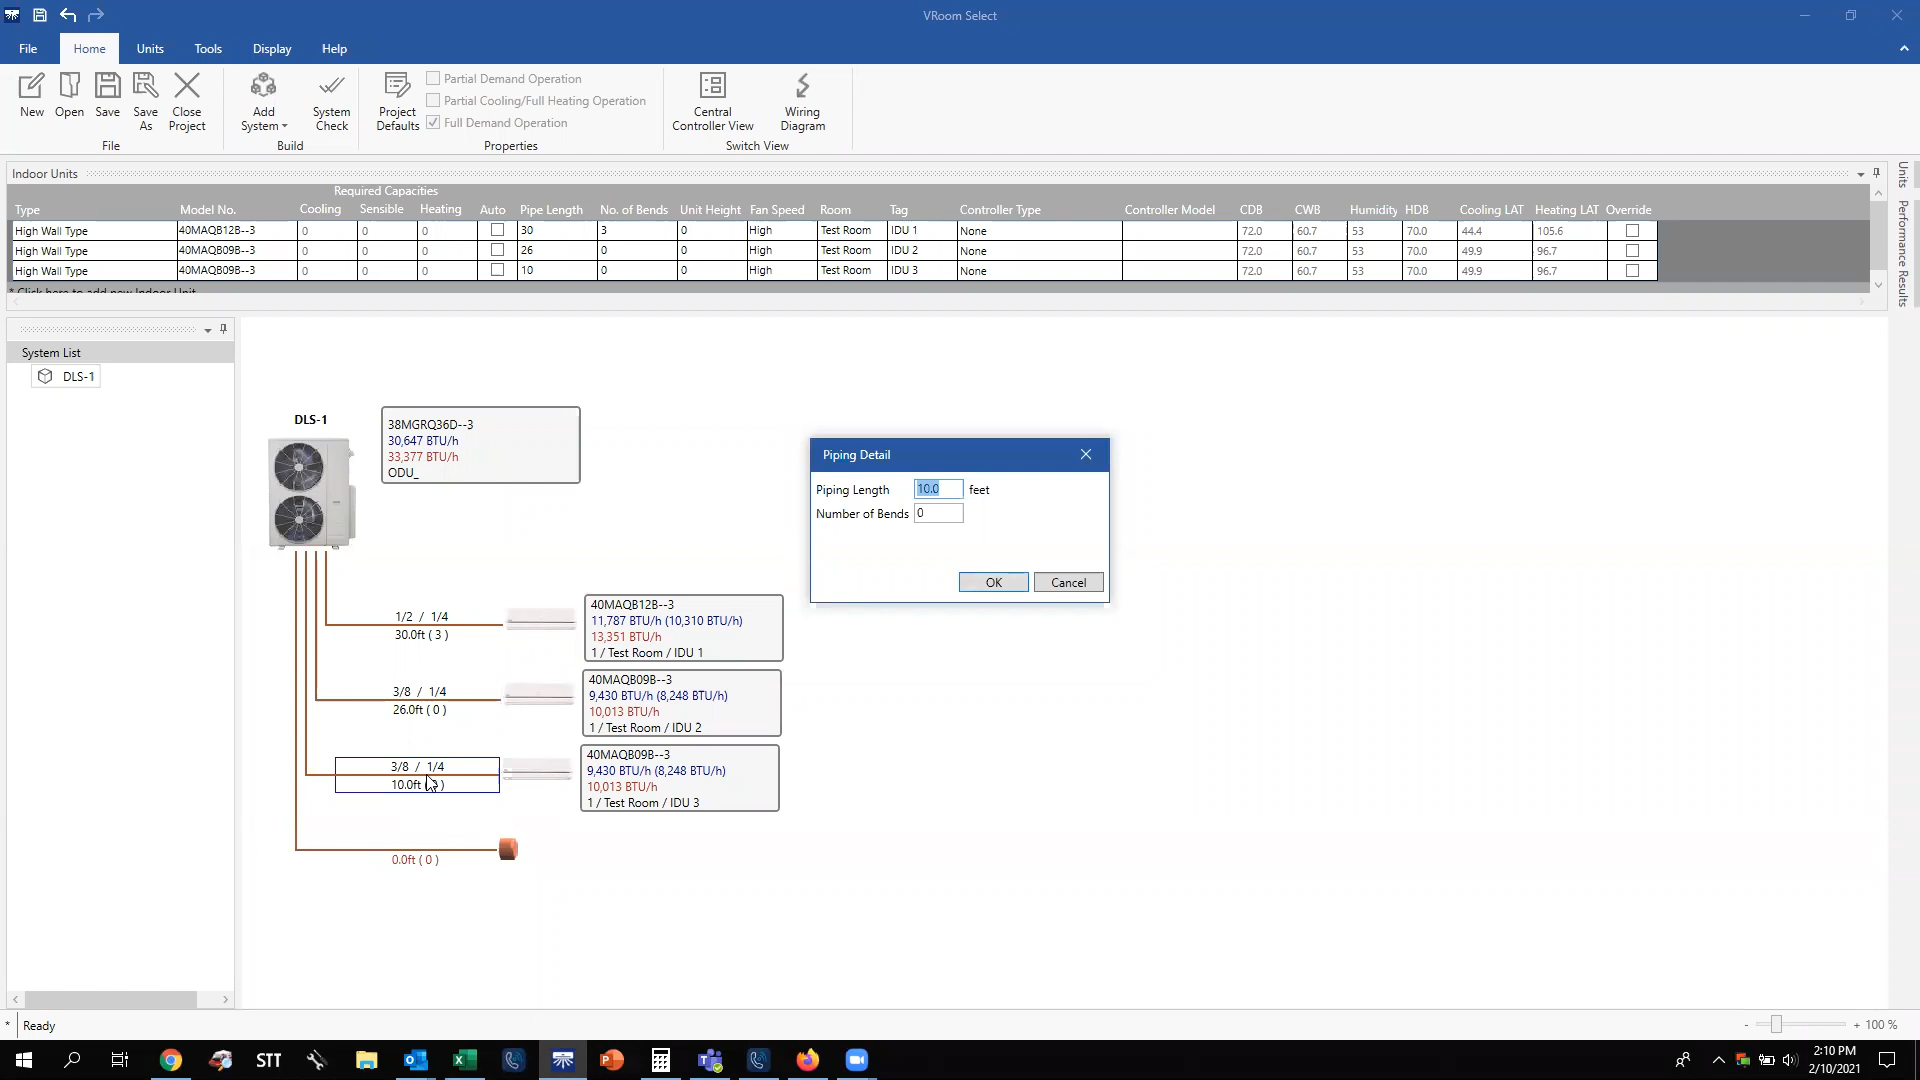 VRoom Select
File Home Units Tools Display Help
New Open Save Save As Close Project
Add System System Check
Project Defaults
Partial Demand Operation
Partial Cooling/Full Heating Operation
Full Demand Operation
Central Controller View Wiring Diagram
File Build Properties Switch View
Indoor Units
Required Capacities
Type Model No. Cooling Sensible Heating Auto Pipe Length No. of Bends Unit Height Fan Speed Room Tag Controller Type Controller Model CDB CWB Humidity HDB Cooling LAT Heating LAT Override
High Wall Type 40MAQB12B--3 0 0 0 30 3 0 High Test Room IDU 1 None 72.0 60.7 53 70.0 44.4 105.6
High Wall Type 40MAQB09B--3 0 0 0 26 0 0 High Test Room IDU 2 None 72.0 60.7 53 70.0 49.9 96.7
High Wall Type 40MAQB09B--3 0 0 0 10 0 0 High Test Room IDU 3 None 72.0 60.7 53 70.0 49.9 96.7
* Click here to add new Indoor Unit
Units
Performance Results
System List
DLS-1
DLS-1
38MGRQ36D--3
30,647 BTU/h
33,377 BTU/h
ODU_
Piping Detail
Piping Length 10.0 feet
Number of Bends 0
OK Cancel
1/2 / 1/4
30.0ft ( 3 )
40MAQB12B--3
11,787 BTU/h (10,310 BTU/h)
13,351 BTU/h
1 / Test Room / IDU 1
3/8 / 1/4
26.0ft ( 0 )
40MAQB09B--3
9,430 BTU/h (8,248 BTU/h)
10,013 BTU/h
1 / Test Room / IDU 2
3/8 / 1/4
10.0ft ( )
40MAQB09B--3
9,430 BTU/h (8,248 BTU/h)
10,013 BTU/h
1 / Test Room / IDU 3
0.0ft ( 0 )
* Ready
- + 100 %
STT
2:10 PM
2/10/2021